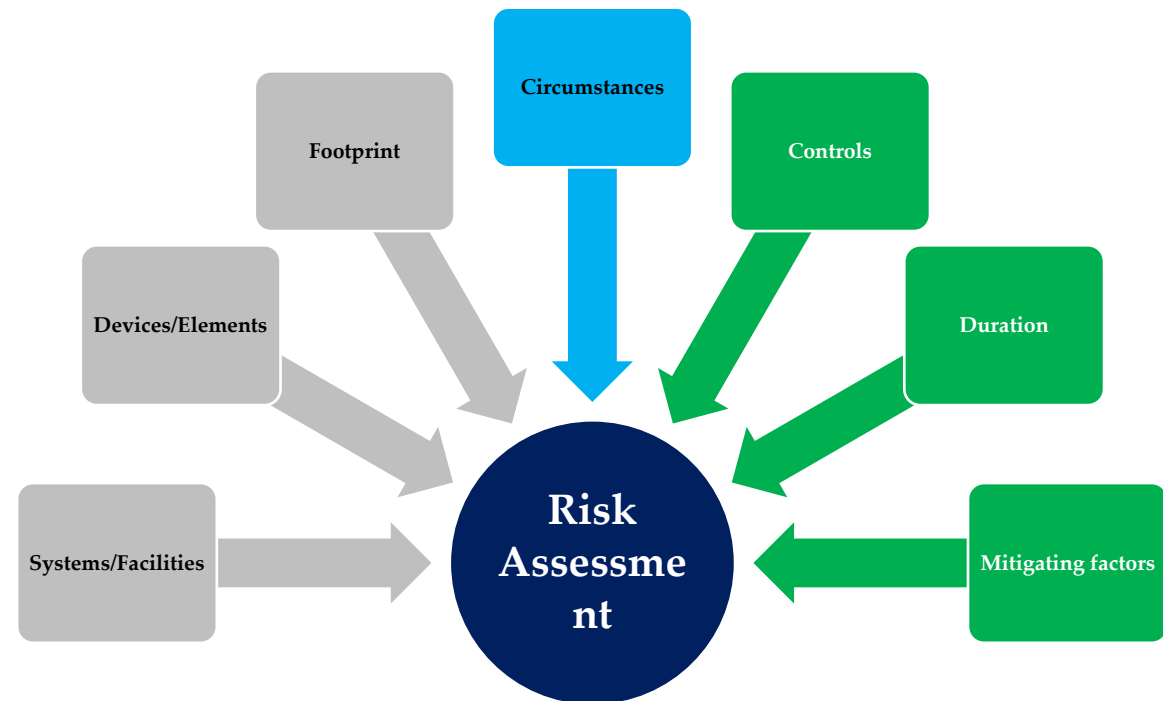 Circumstances
Footprint
Controls
Devices/Elements
Duration
Systems/Facilities
Risk
Assessme
nt
Mitigating factors